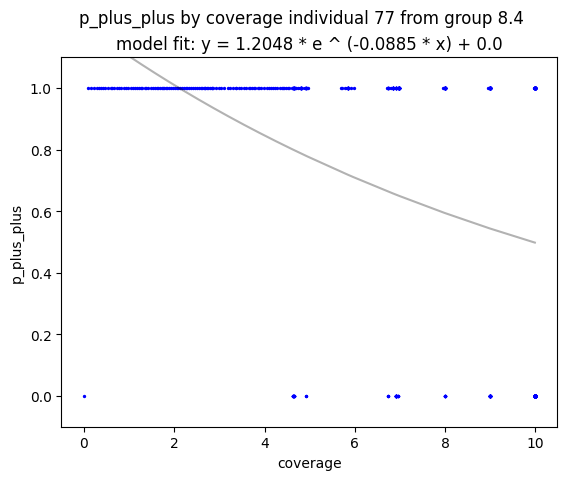 p_plus_plus by coverage individual 77 from group 8.4
model fit: y = 1.2048 * e ^ (-0.0885 * x) + 0.0
1.0
0.8
0.6
0.4
0.2
0.0
p_plus_plus
0 2 4 6 8 10
coverage